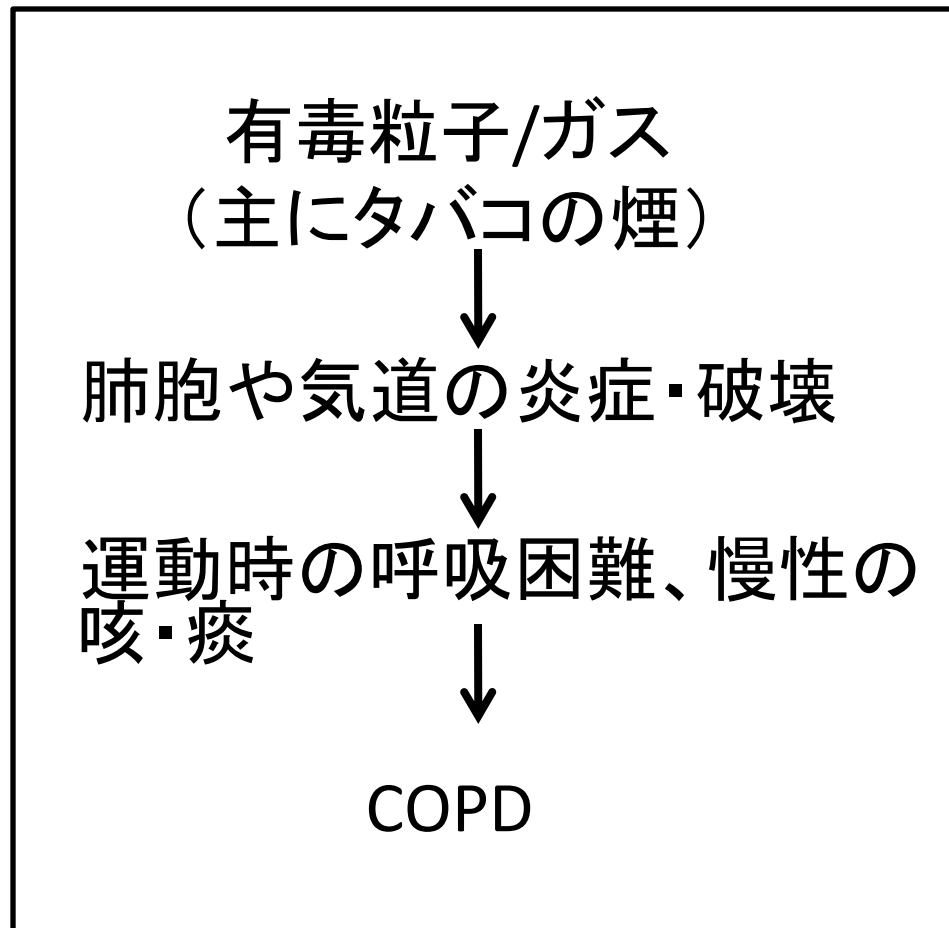 有毒粒子/ガス
（主にタバコの煙）
肺胞や気道の炎症・破壊
運動時の呼吸困難、慢性の
咳・痰
COPD